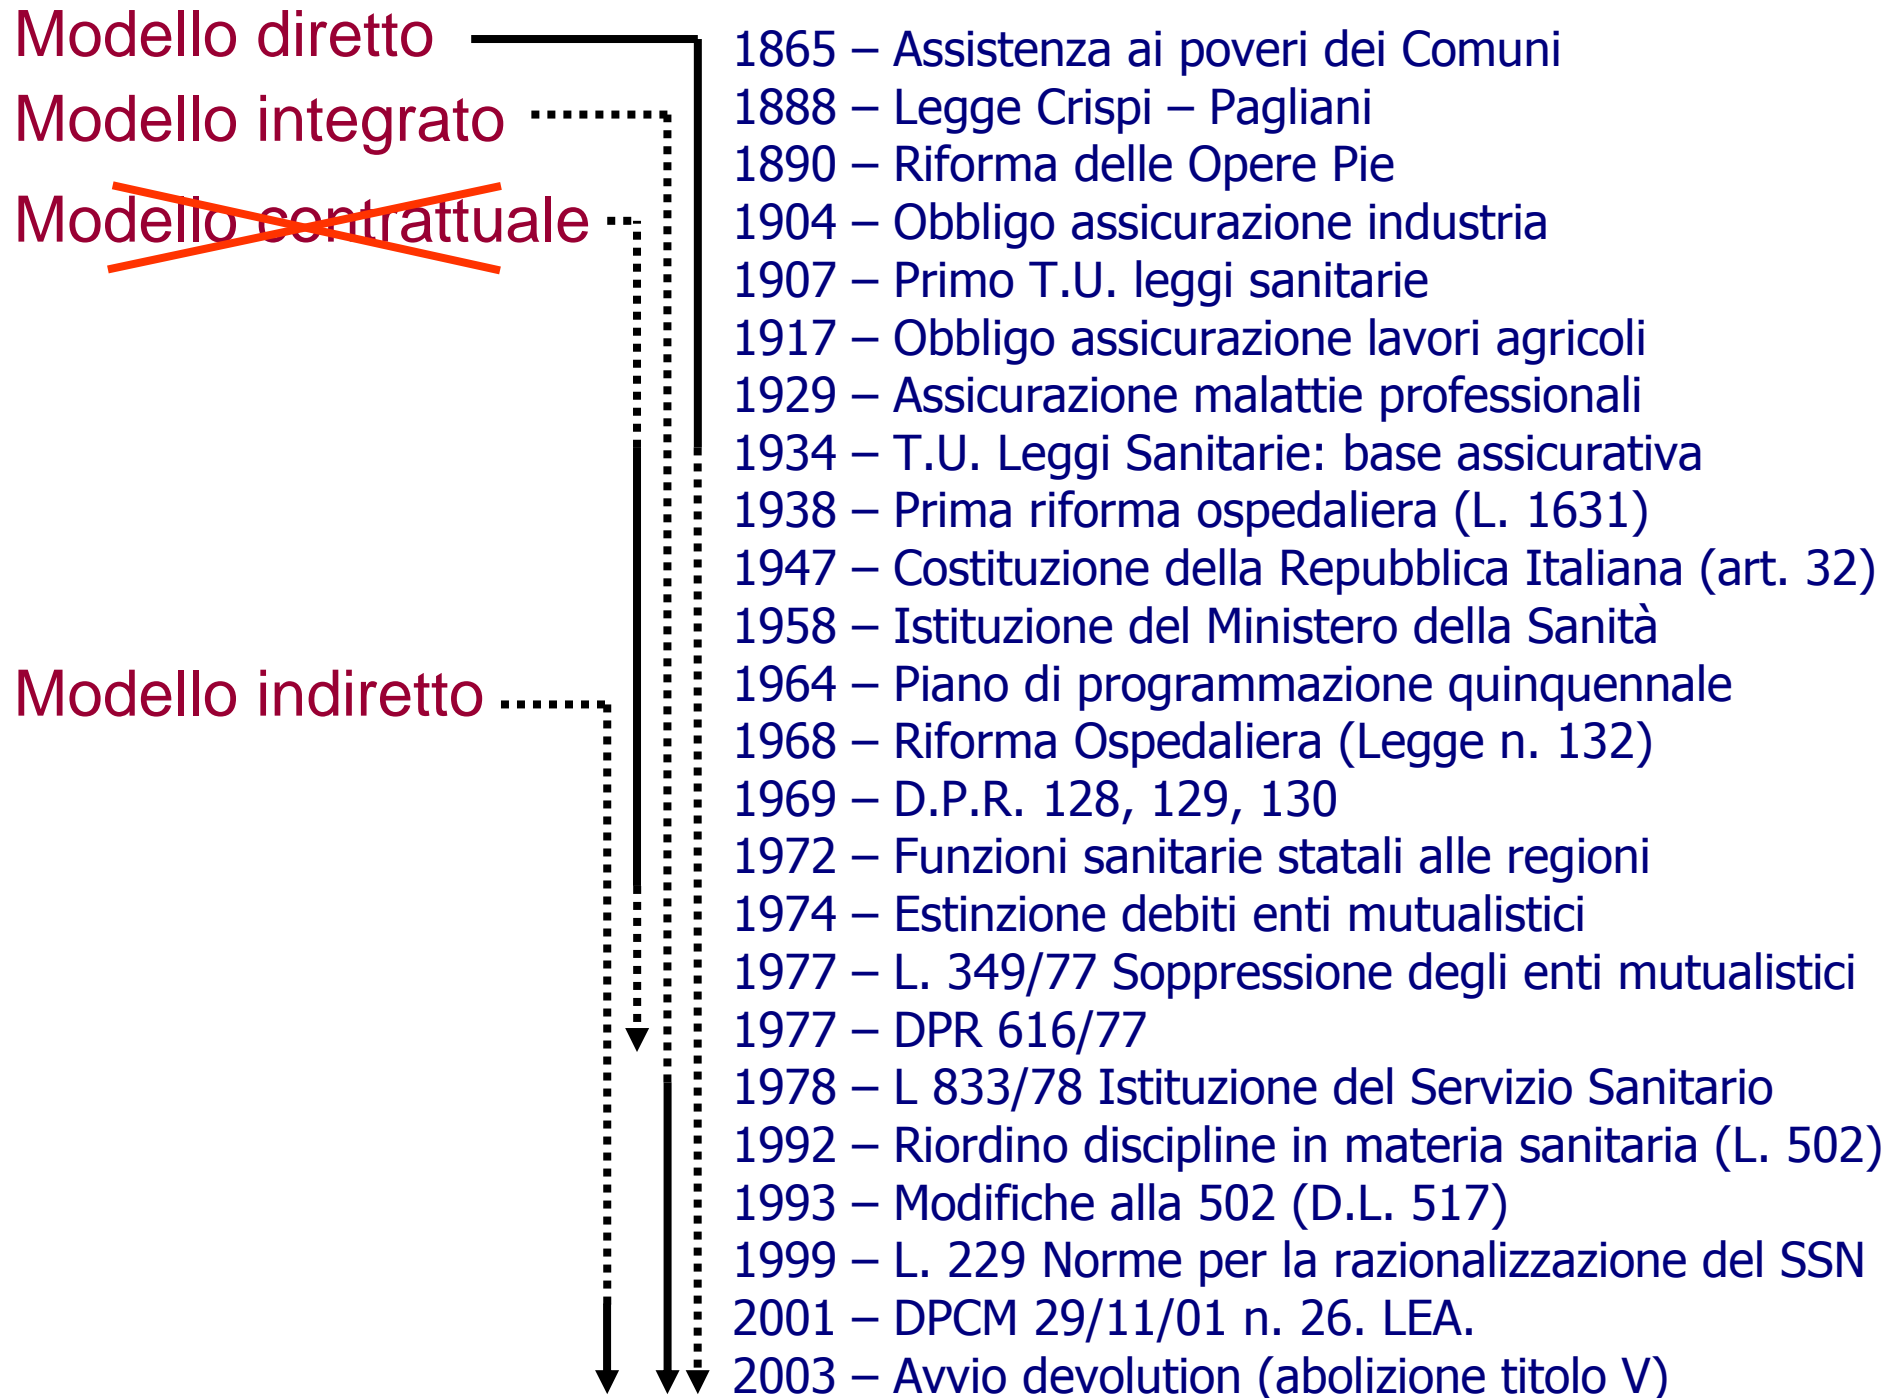 Modello diretto
Modello integrato
Modello contrattuale
Modello indiretto
1865 – Assistenza ai poveri dei Comuni
1888 – Legge Crispi – Pagliani
1890 – Riforma delle Opere Pie
1904 – Obbligo assicurazione industria
1907 – Primo T.U. leggi sanitarie
1917 – Obbligo assicurazione lavori agricoli
1929 – Assicurazione malattie professionali
1934 – T.U. Leggi Sanitarie: base assicurativa
1938 – Prima riforma ospedaliera (L. 1631)
1947 – Costituzione della Repubblica Italiana (art. 32)
1958 – Istituzione del Ministero della Sanità
1964 – Piano di programmazione quinquennale
1968 – Riforma Ospedaliera (Legge n. 132)
1969 – D.P.R. 128, 129, 130
1972 – Funzioni sanitarie statali alle regioni
1974 – Estinzione debiti enti mutualistici
1977 – L. 349/77 Soppressione degli enti mutualistici
1977 – DPR 616/77
1978 – L 833/78 Istituzione del Servizio Sanitario
1992 – Riordino discipline in materia sanitaria (L. 502)
1993 – Modifiche alla 502 (D.L. 517)
1999 – L. 229 Norme per la razionalizzazione del SSN
2001 – DPCM 29/11/01 n. 26. LEA.
2003 – Avvio devolution (abolizione titolo V)